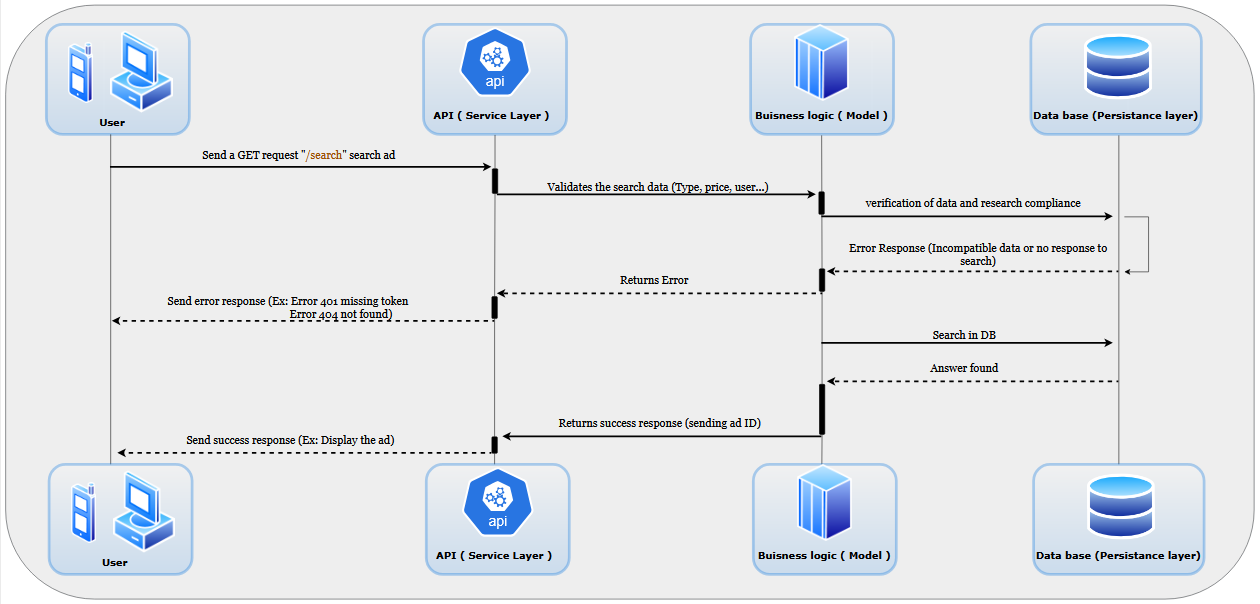 api
User
API ( Service Layer )
Buisness logic ( Model )
Data base (Persistance layer)
Send a GET request "/search" search ad
Validates the search data (Type, price, user...)
verification of data and research compliance
Error Response (Incompatible data or no response to
search)
Returns Error
Send error response (Ex: Error 401 missing token
Error 404 not found)
Search in DB
Answer found
Returns success response (sending ad ID)
Send success response (Ex: Display the ad)
api
User
API ( Service Layer )
Buisness logic ( Model )
Data base (Persistance layer)